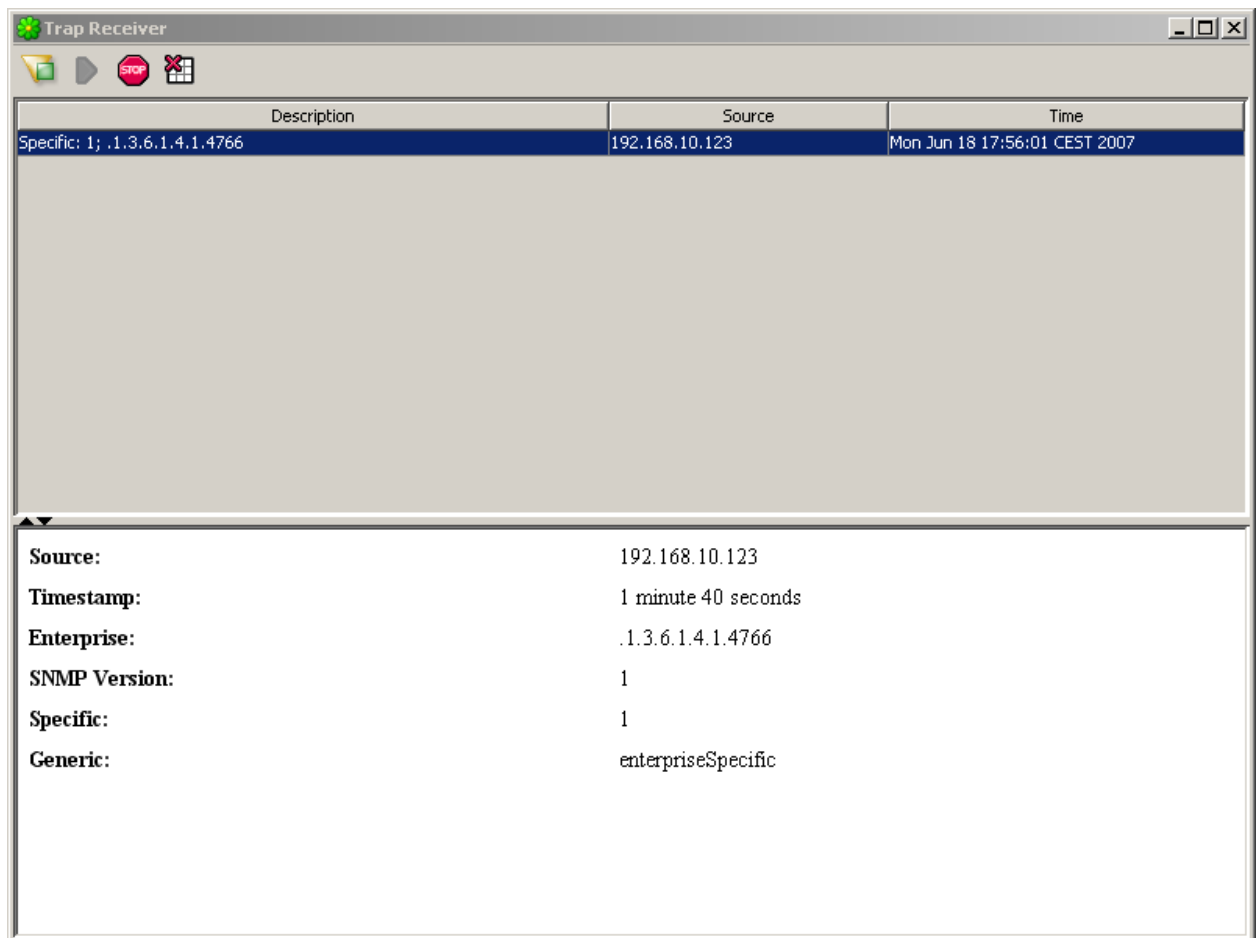 Trap Receiver
STOP
Description Source Time
Specific: 1; .1.3.6.1.4.1.4766 192.168.10.123 Mon Jun 18 17:56:01 CEST 2007
Source: 192.168.10.123
Timestamp: 1 minute 40 seconds
Enterprise: .1.3.6.1.4.1.4766
SNMP Version: 1
Specific: 1
Generic: enterpriseSpecific